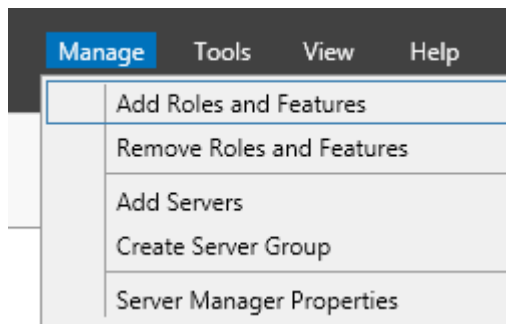 Manage Tools View Help
Add Roles and Features
Remove Roles and Features
Add Servers
Create Server Group
Server Manager Properties